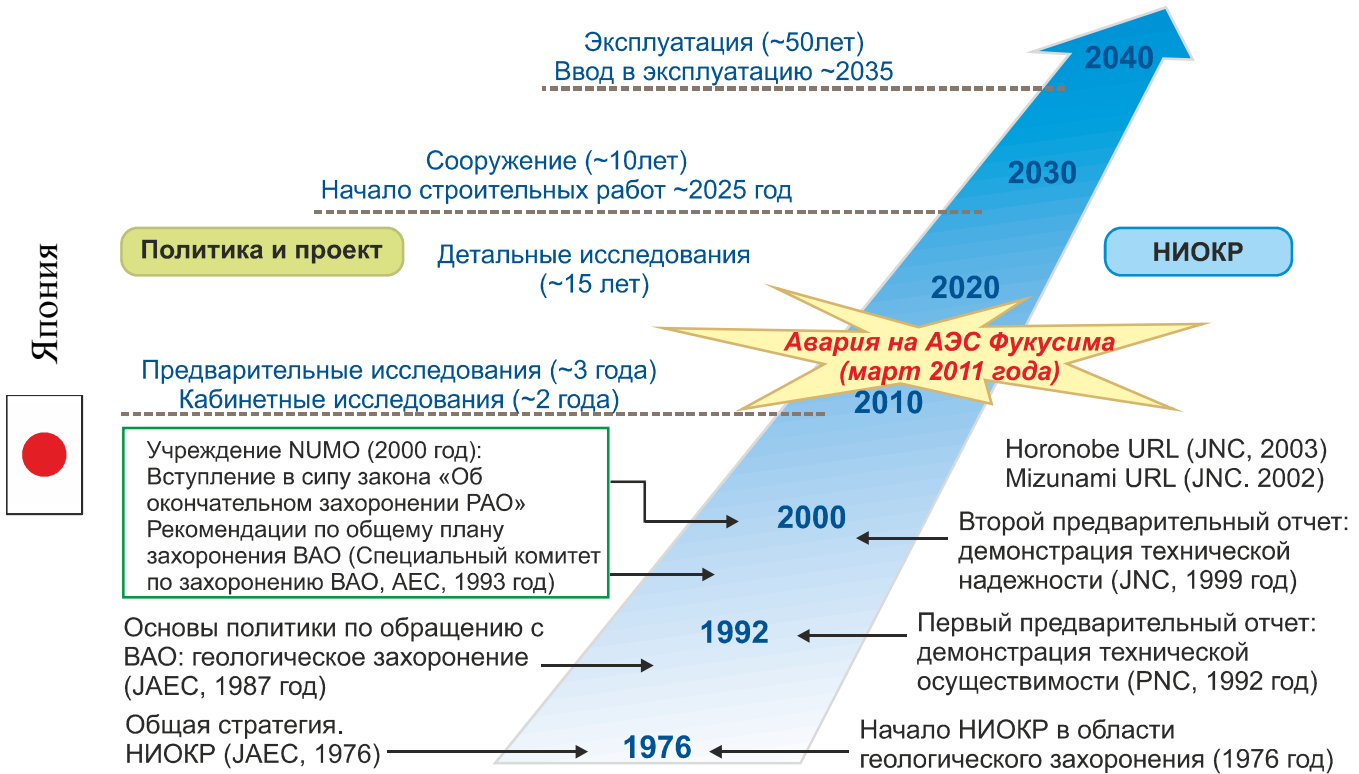 Эксплуатация (~50лет)
Ввод в эксплуатацию ~2035
2040
Сооружение (~10лет)
Начало строительных работ ~2025 год
2030
Япония
Политика и проект
НИОКР
Детальные исследования
(~15 лет)
2020
Авария на АЭС Фукусима
(март 2011 года)
Предварительные исследования (~3 года)
Кабинетные исследования (~2 года)
2010
Учреждение NUMO (2000 год):
Вступление в сипу закона «Об
окончательном захоронении РАО»
Рекомендации по общему плану
захоронения ВАО (Специальный комитет
по захоронению ВАО, АЕС, 1993 год)
Horonobe URL (JNC, 2003)
Mizunami URL (JNC. 2002)
2000
Второй предварительный отчет:
демонстрация технической
надежности (JNC, 1999 год)
Основы политики по обращению с
ВАО: геологическое захоронение
(JAEC, 1987 год)
1992
Первый предварительный отчет:
демонстрация технической
осуществимости (PNC, 1992 год)
Общая стратегия.
НИОКР (JAEC, 1976)
1976
Начало НИОКР в области
геологического захоронения (1976 год)